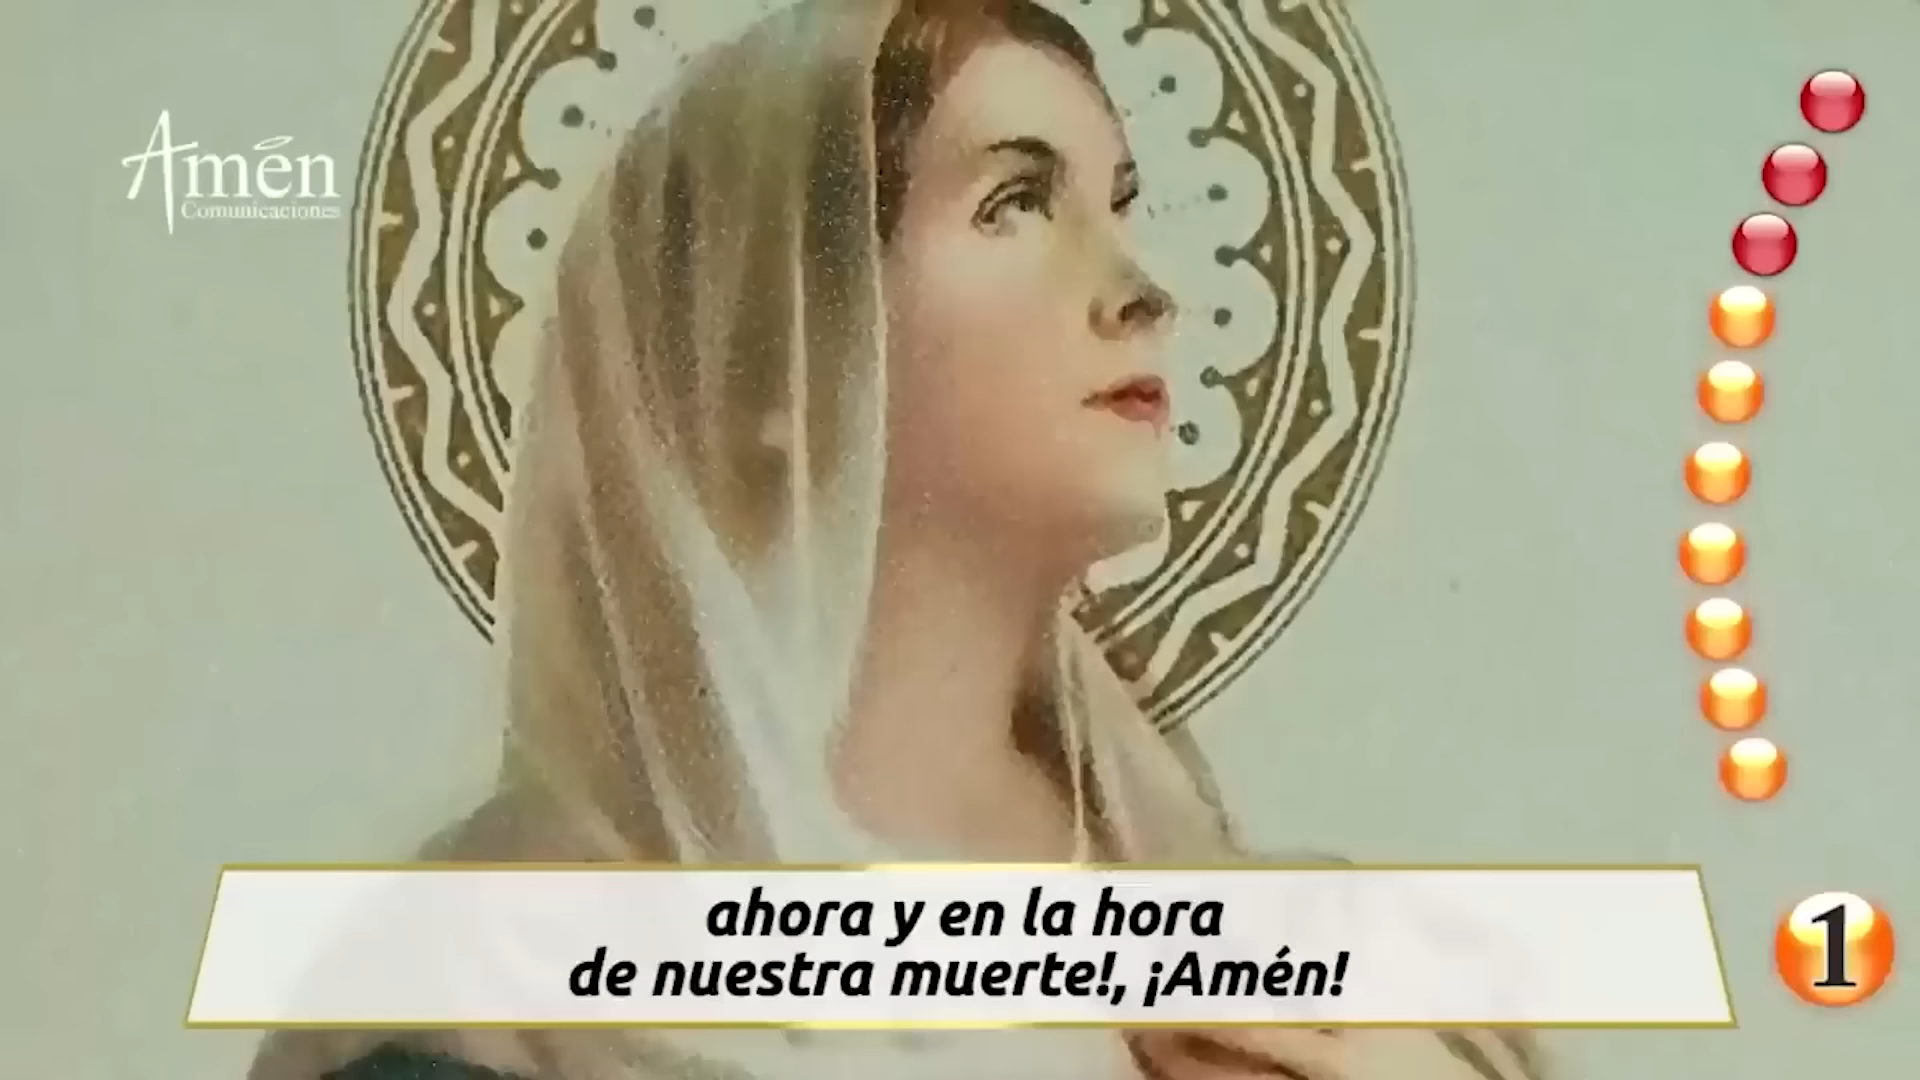 Amén
Comunicaciones
ahora y en la hora
de nuestra muerte!, ¡Amén!
1